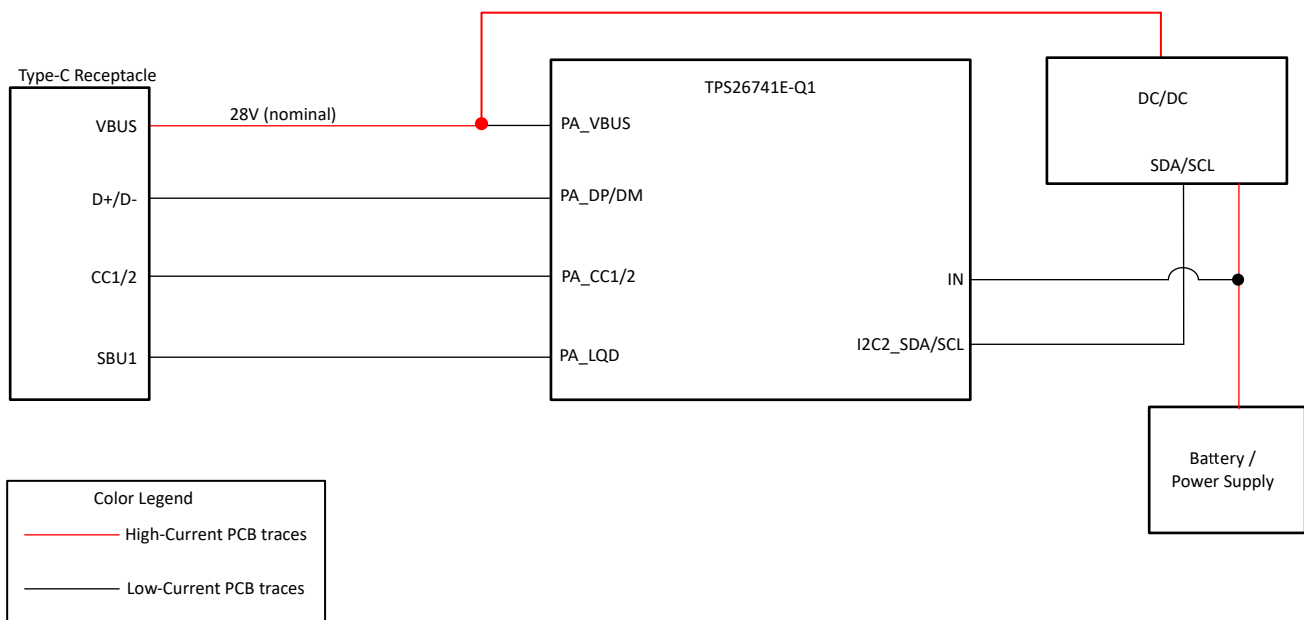 Type-C Receptacle
TPS26741E-Q1
DC/DC
28V (nominal)
VBUS
PA_VBUS
SDA/SCL
D+/D-
PA_DP/DM
CC1/2
PA_CC1/2
IN
SBU1
PA_LQD
I2C2_SDA/SCL
Battery /
Power Supply
Color Legend
High-Current PCB traces
Low-Current PCB traces